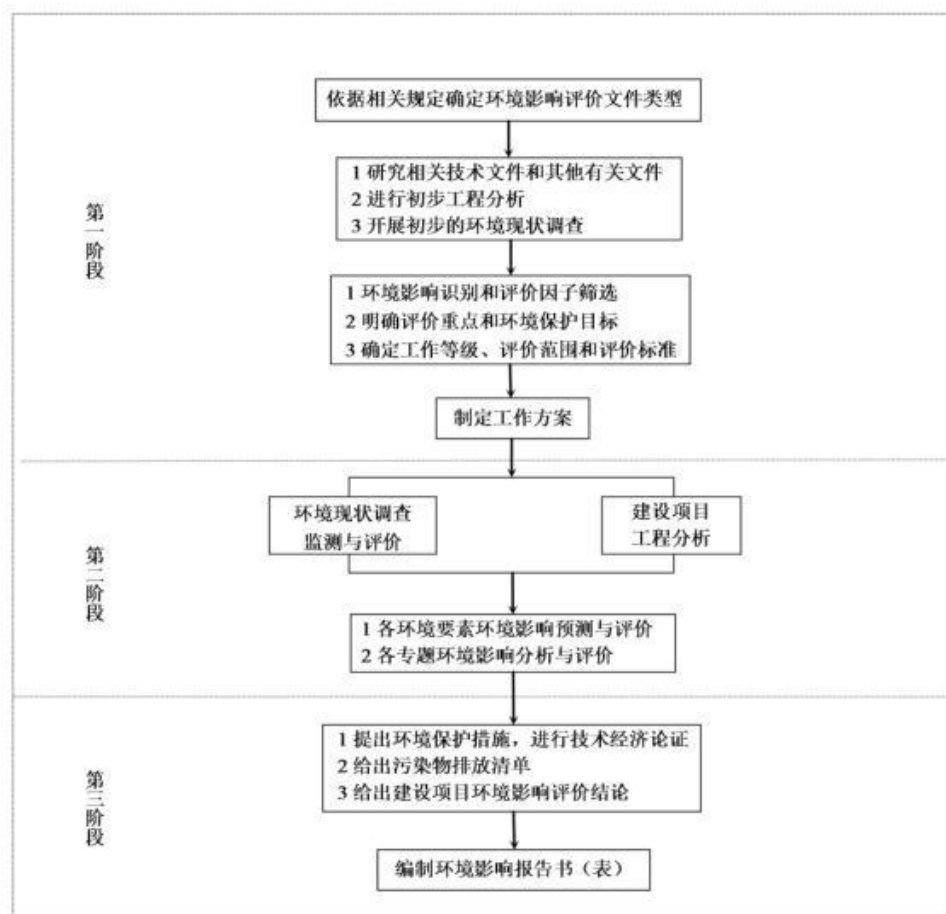 依据相关规定确定环境影响评价文件类型
1 研究相关技术文件和其他有关文件
2 进行初步工程分析
3 开展初步的环境现状调查
第一阶段
1 环境影响识别和评价因子筛选
2 明确评价重点和环境保护目标
3 确定工作等级、评价范围和评价标准
制定工作方案
环境现状调查
监测与评价
建设项目
工程分析
第二阶段
1 各环境要素环境影响预测与评价
2 各专题环境影响分析与评价
1 提出环境保护措施，进行技术经济论证
2 给出污染物排放清单
3 给出建设项目环境影响评价结论
第三阶段
编制环境影响报告书（表）